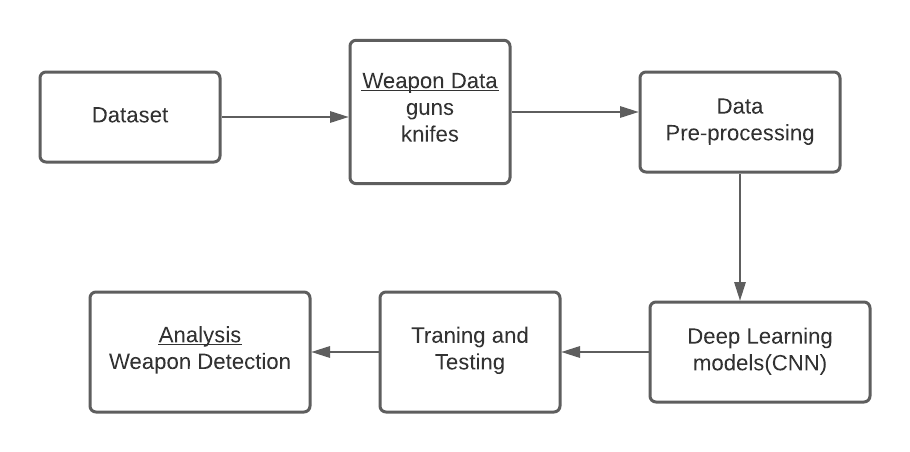 Dataset
Weapon Data
guns
knifes
Data
Pre-processing
Deep Learning
models(CNN)
Traning and
Testing
Analysis
Weapon Detection